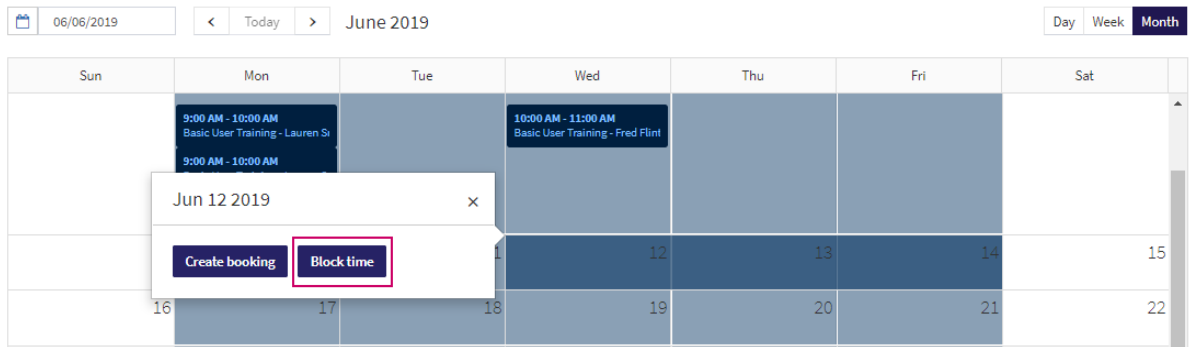 06/06/2019
Today
June 2019
Day Week Month
Sun Mon Tue Wed Thu Fri Sat
9:00 AM - 10:00 AM
Basic User Training - Lauren
10:00 AM - 11:00 AM
Basic User Training - Fred Flint
9:00 AM - 10:00 AM
Jun 12 2019
Create booking Block time
12 13 14 15
16 17 18 19 20 21 22